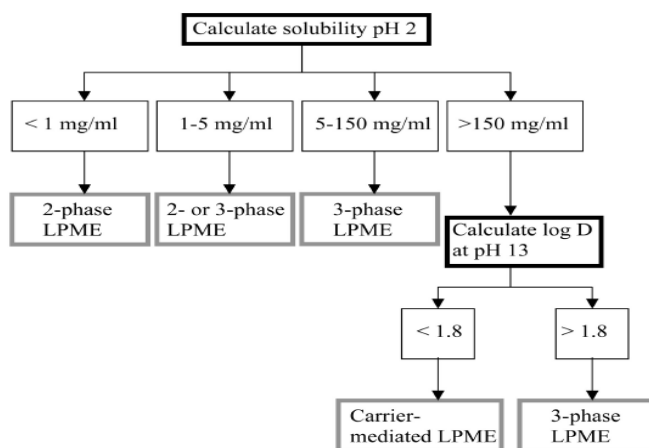 Calculate solubility pH 2
< 1 mg/ml
1-5 mg/ml
5-150 mg/ml
>150 mg/ml
2-phase
LPME
2- or 3-phase
LPME
3-phase
LPME
Calculate log D
at pH 13
< 1.8
> 1.8
Carrier-
mediated LPME
3-phase
LPME